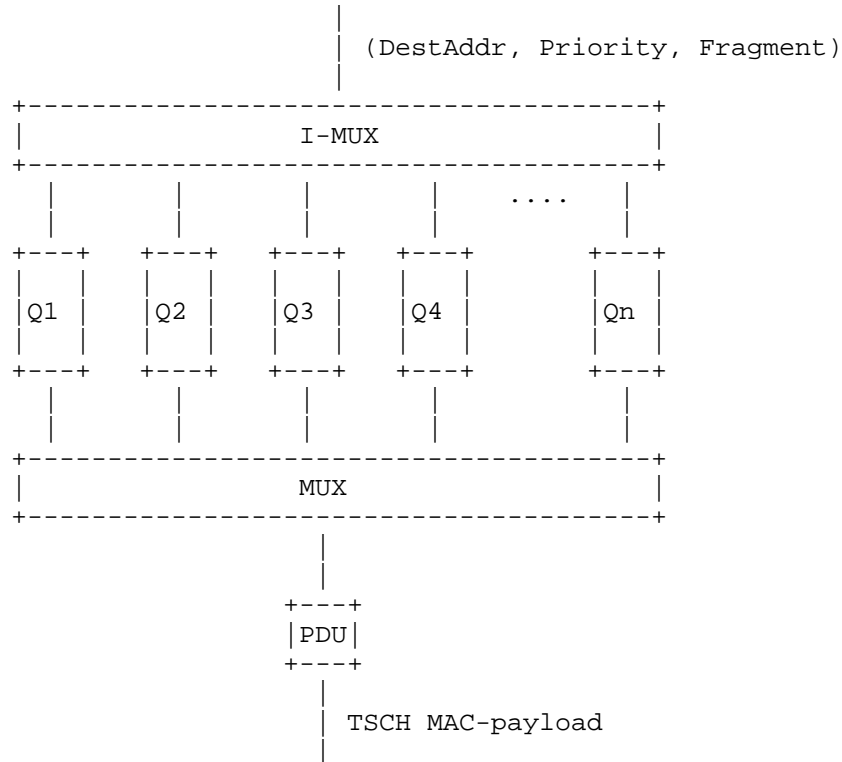 (DestAddr, Priority, Fragment)
I-MUX
....
Q1 Q2 Q3 Q4 Qn
MUX
PDU
TSCH MAC-payload